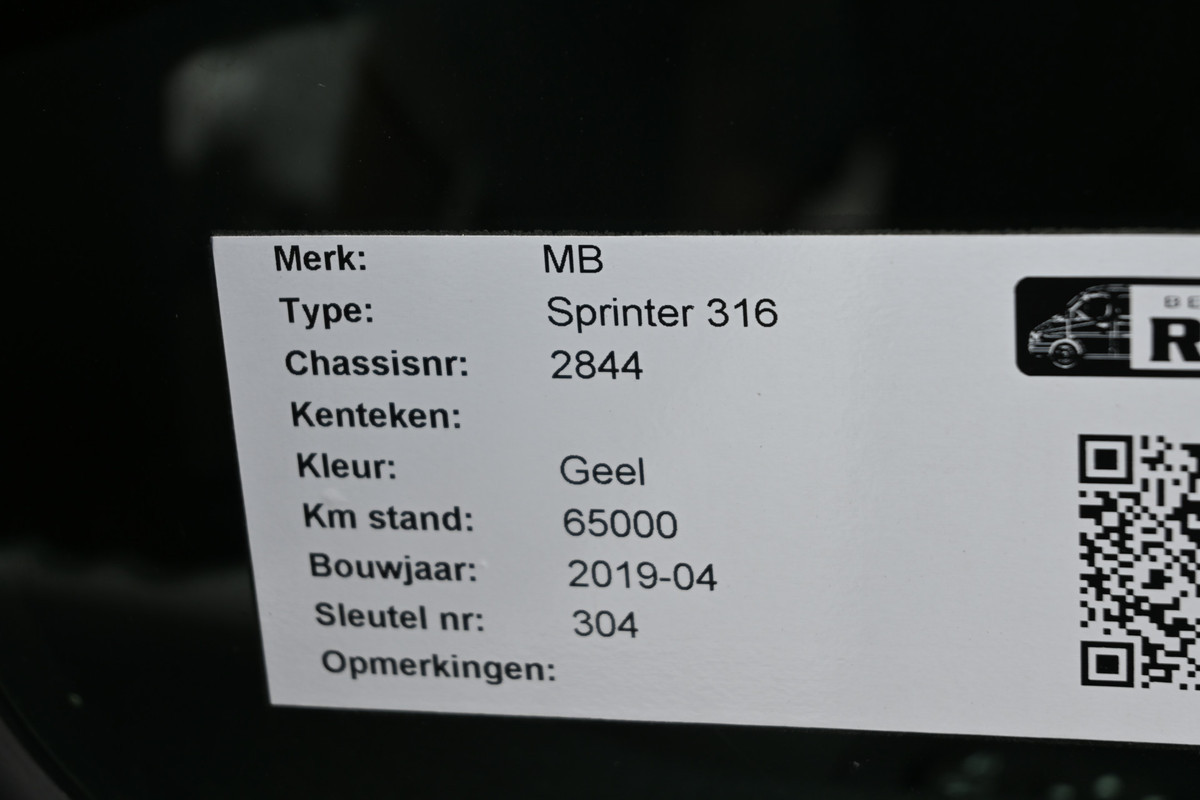 Merk: MB
Type: Sprinter 316
Chassisnr: 2844
Kenteken:
Kleur: Geel
Km stand: 65000
Bouwjaar: 2019-04
Sleutel nr: 304
Opmerkingen: